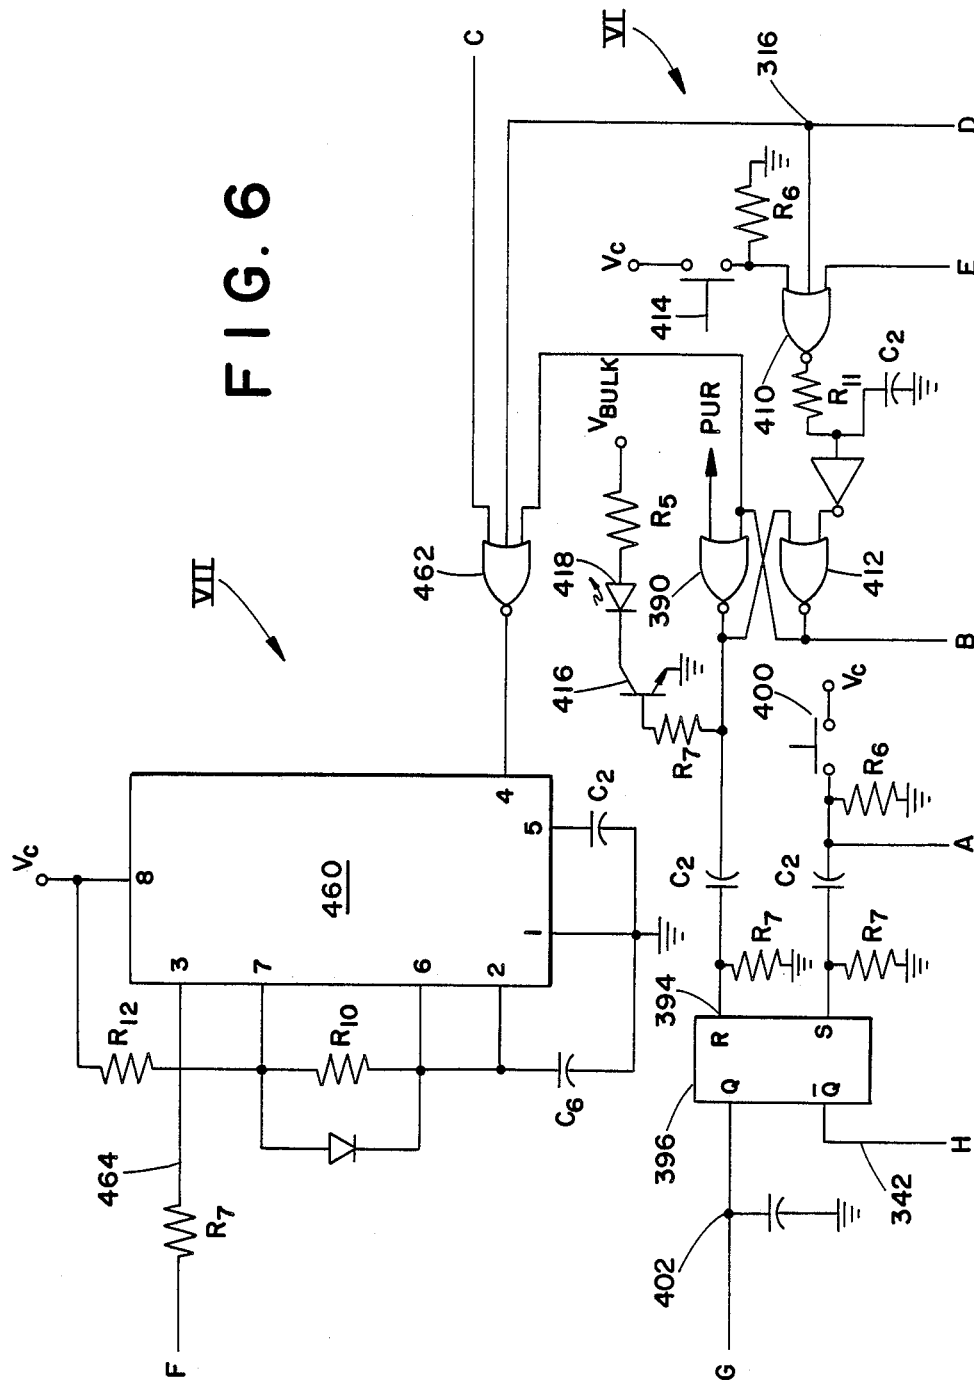 FIG. 6
VII
VI
C
462
Vc
8
460
3
7
6
2
1
5
4
C2
R12
R10
C6
464
R7
F
VBULK
R5
418
416
R7
PUR
390
412
Vc
414
R6
316
D
410
R11
C2
E
B
400
Vc
R6
A
C2
C2
R7
R7
394
R
S
Q
Q̅
396
402
342
G
H